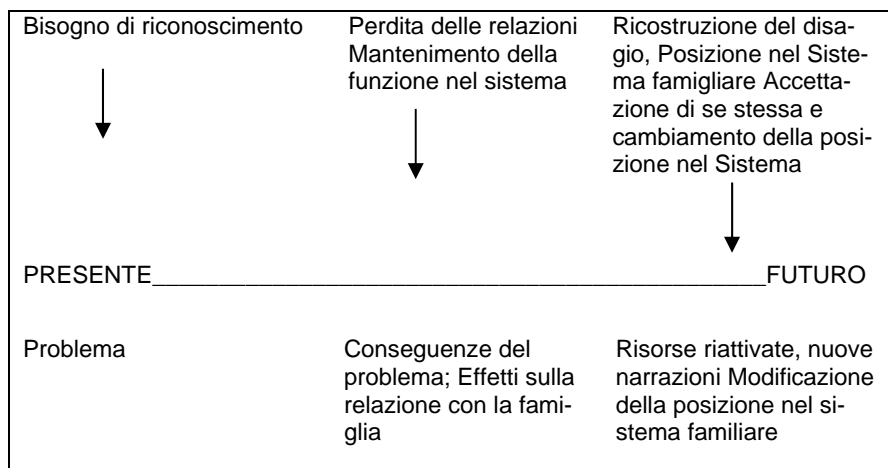 Bisogno di riconoscimento
Perdita delle relazioni
Mantenimento della
funzione nel sistema
Ricostruzione del disa-
gio, Posizione nel Siste-
ma famigliare Accetta-
zione di se stessa e
cambiamento della posi-
zione nel Sistema
PRESENTE______________________________________________FUTURO
Problema
Conseguenze del
problema; Effetti sulla
relazione con la fami-
glia
Risorse riattivate, nuove
narrazioni Modificazione
della posizione nel si-
stema familiare